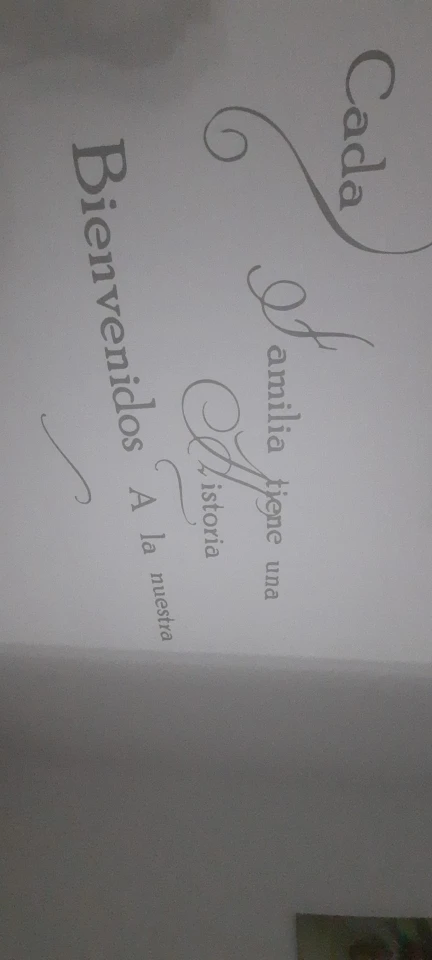 Cada
Familia tiene una
Historia
Bienvenidos
A la nuestra